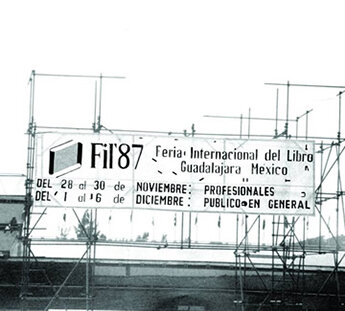 Fil'87 Feria Internacional del Libro
Guadalajara Mexico
DEL 28 al 30 de NOVIEMBRE: PROFESIONALES
DEL 1 al 6 de DICIEMBRE: PUBLICO EN GENERAL